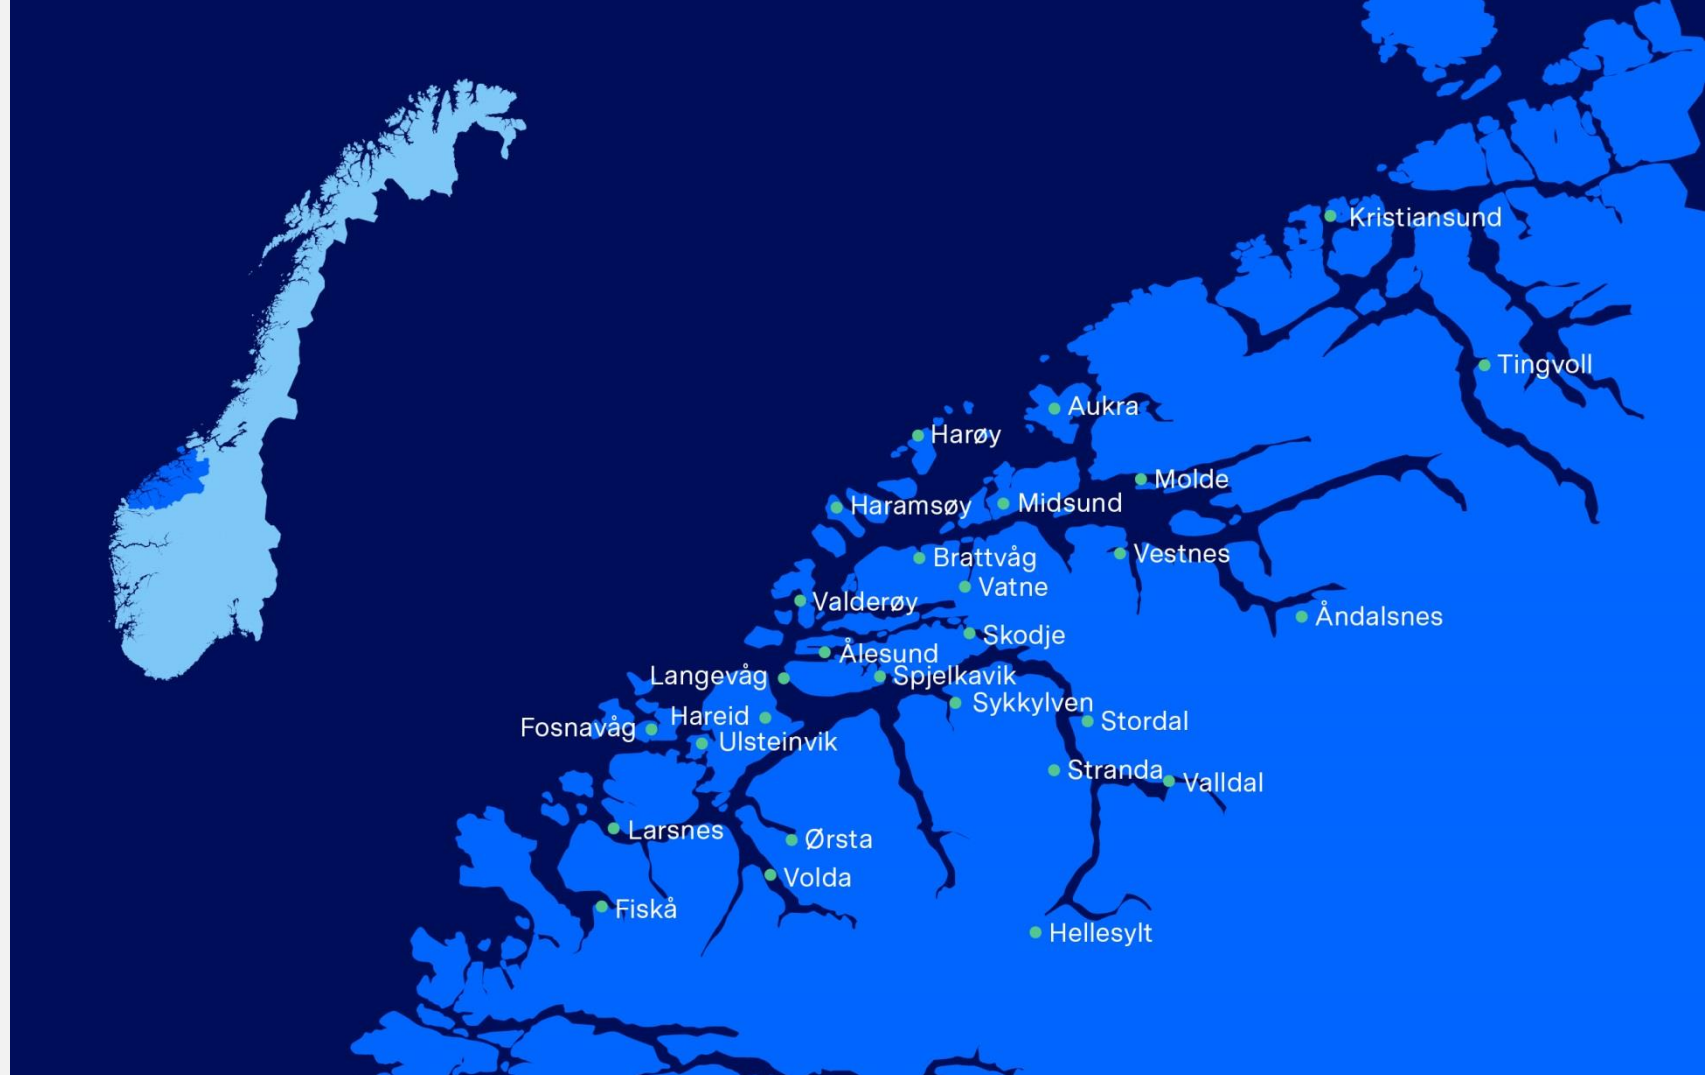 Kristiansund
Tingvoll
Aukra
Harøy
Molde
Midsund
Haramsøy
Vestnes
Brattvåg
Vatne
Valderøy
Åndalsnes
Skodje
Ålesund
Langevåg
Spjelkavik
Sykkylven
Hareid
Stordal
Fosnavåg
Ulsteinvik
Stranda
Valldal
Larsnes
Ørsta
Volda
Fiskå
Hellesylt